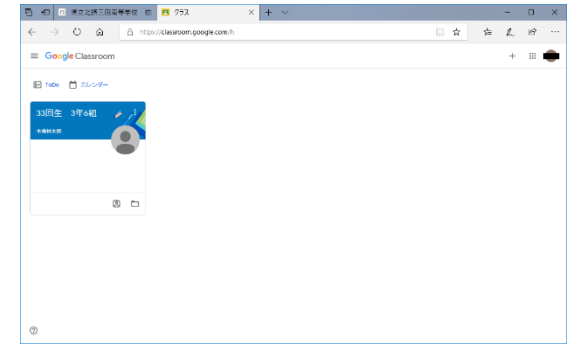 県立北摂三田高等学校
クラス
https://classroom.google.com/h
Google Classroom
ToDo
カレンダー
33回生 3年6組